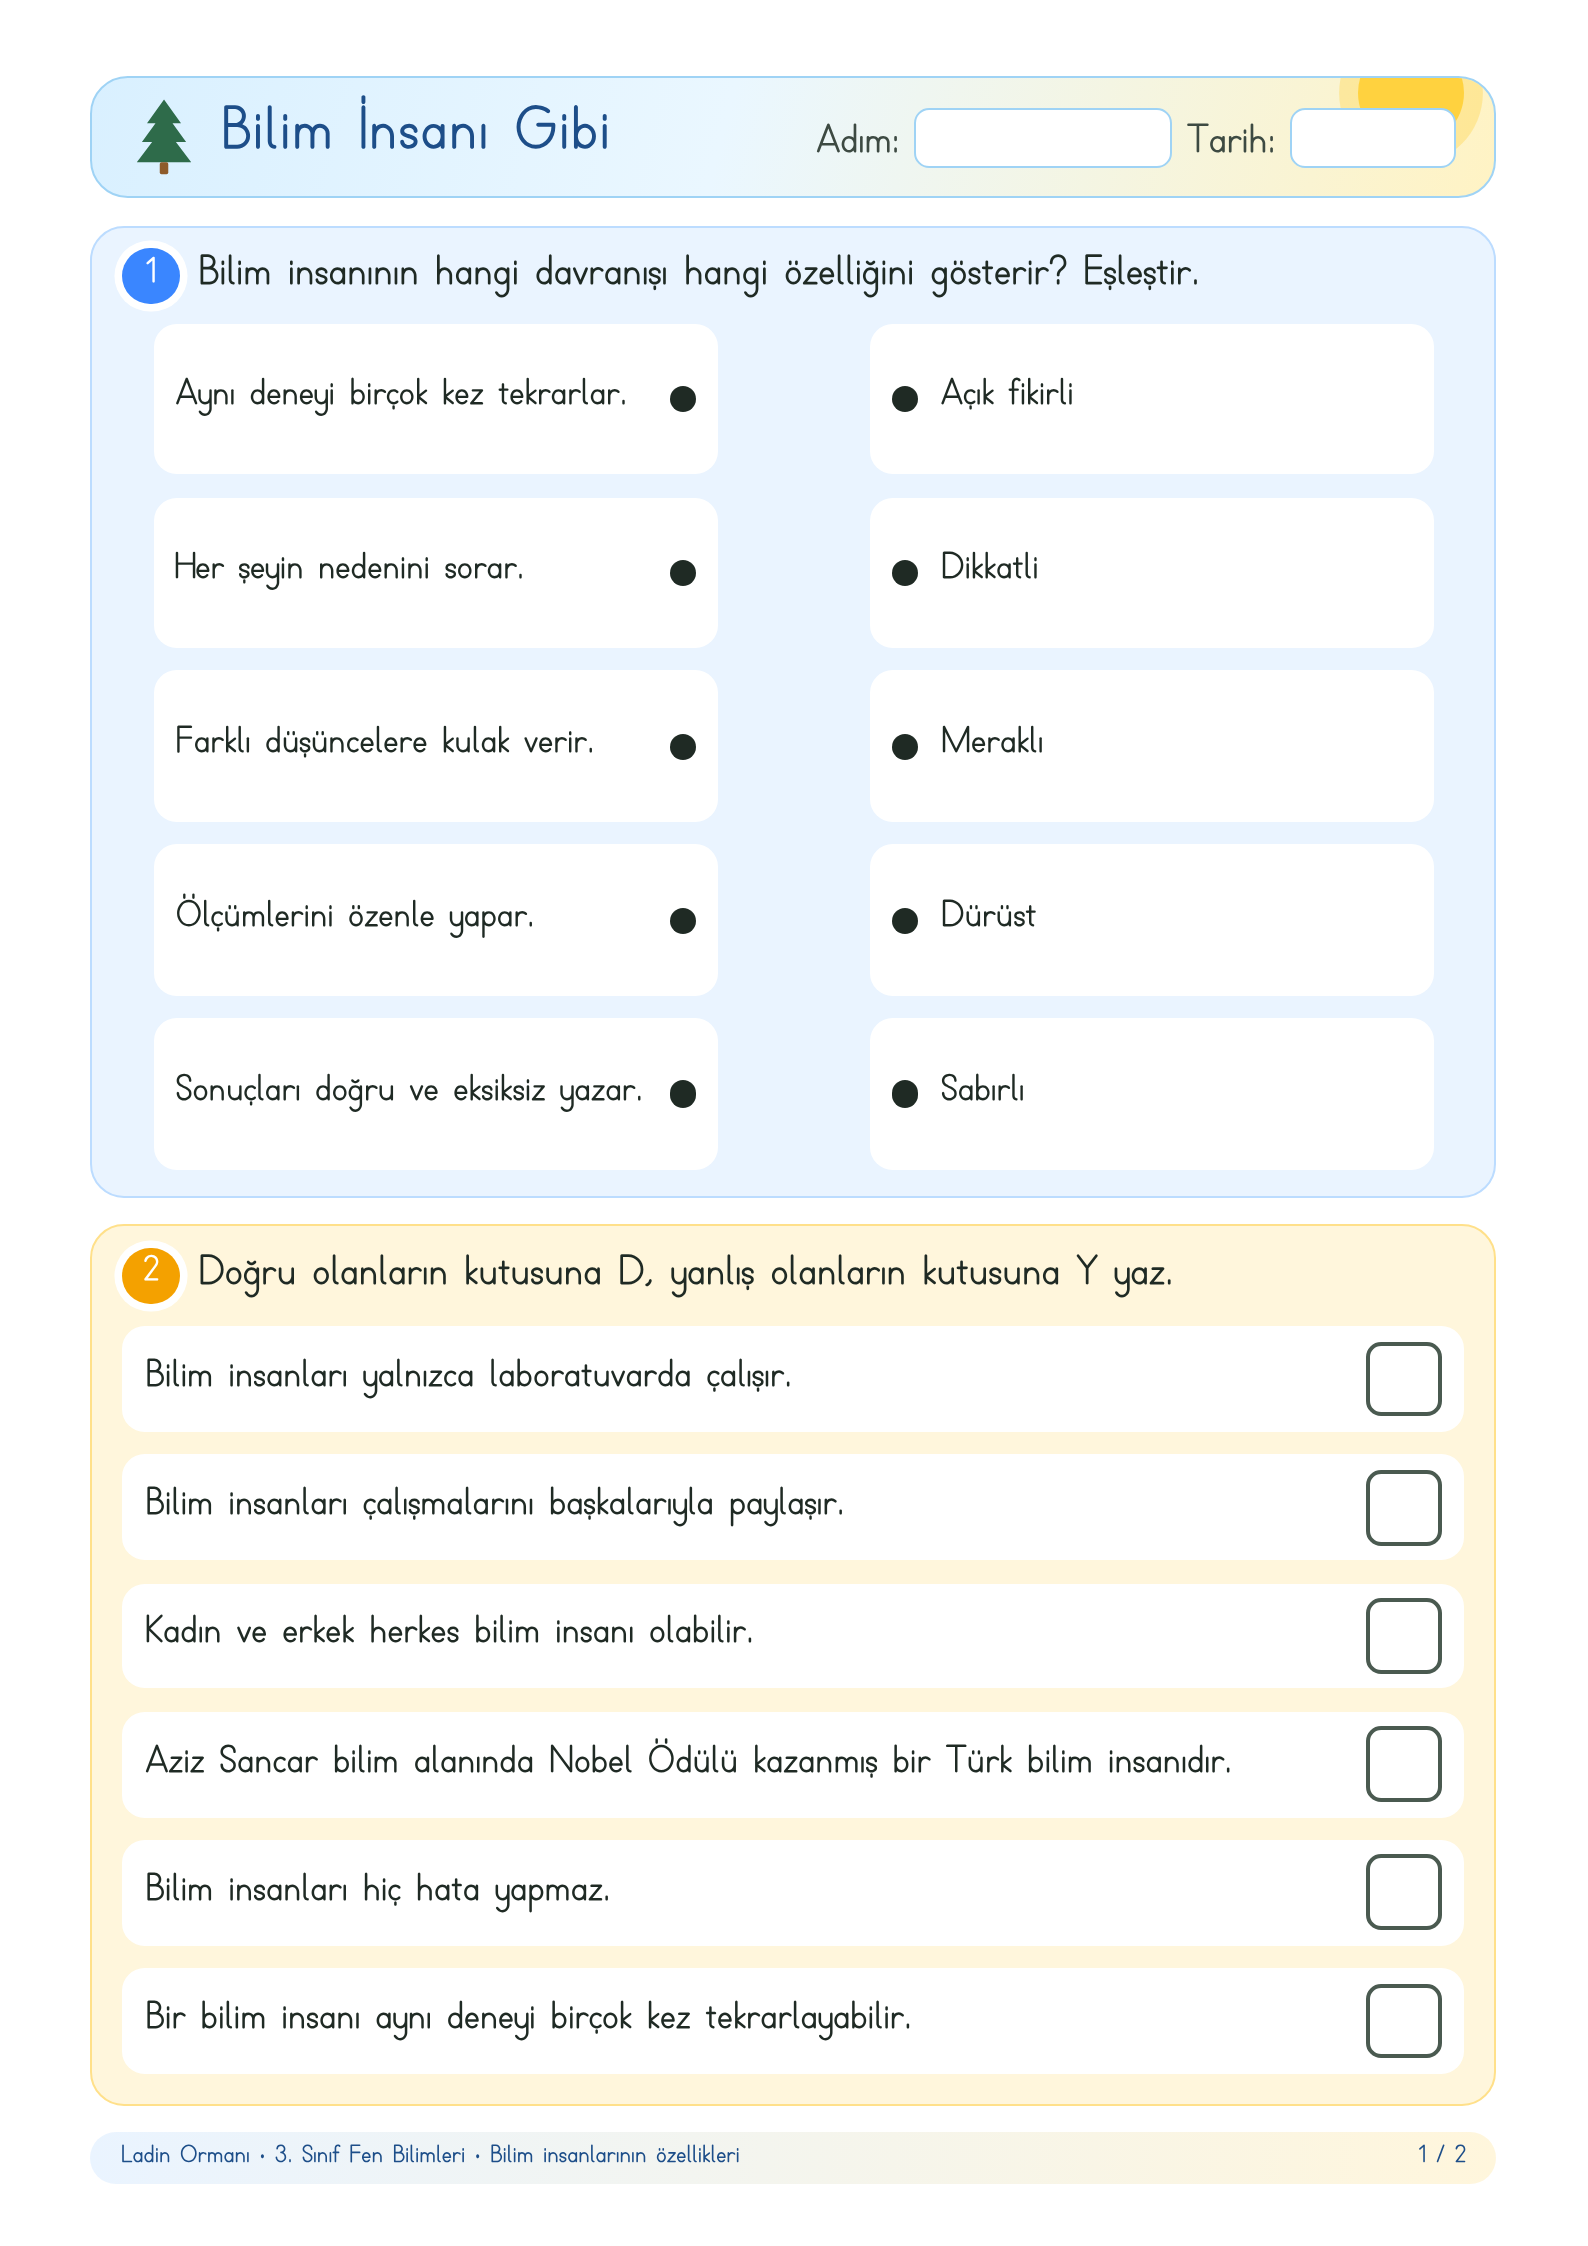 Bilim İnsanı Gibi
Adım: Tarih:
1 Bilim insanının hangi davranışı hangi özelliğini gösterir? Eşleştir.
Aynı deneyi birçok kez tekrarlar. Açık fikirli
Her şeyin nedenini sorar. Dikkatli
Farklı düşüncelere kulak verir. Meraklı
Ölçümlerini özenle yapar. Dürüst
Sonuçları doğru ve eksiksiz yazar. Sabırlı
2 Doğru olanların kutusuna D, yanlış olanların kutusuna Y yaz.
Bilim insanları yalnızca laboratuvarda çalışır.
Bilim insanları çalışmalarını başkalarıyla paylaşır.
Kadın ve erkek herkes bilim insanı olabilir.
Aziz Sancar bilim alanında Nobel Ödülü kazanmış bir Türk bilim insanıdır.
Bilim insanları hiç hata yapmaz.
Bir bilim insanı aynı deneyi birçok kez tekrarlayabilir.
Ladin Ormanı • 3. Sınıf Fen Bilimleri • Bilim insanlarının özellikleri 1 / 2